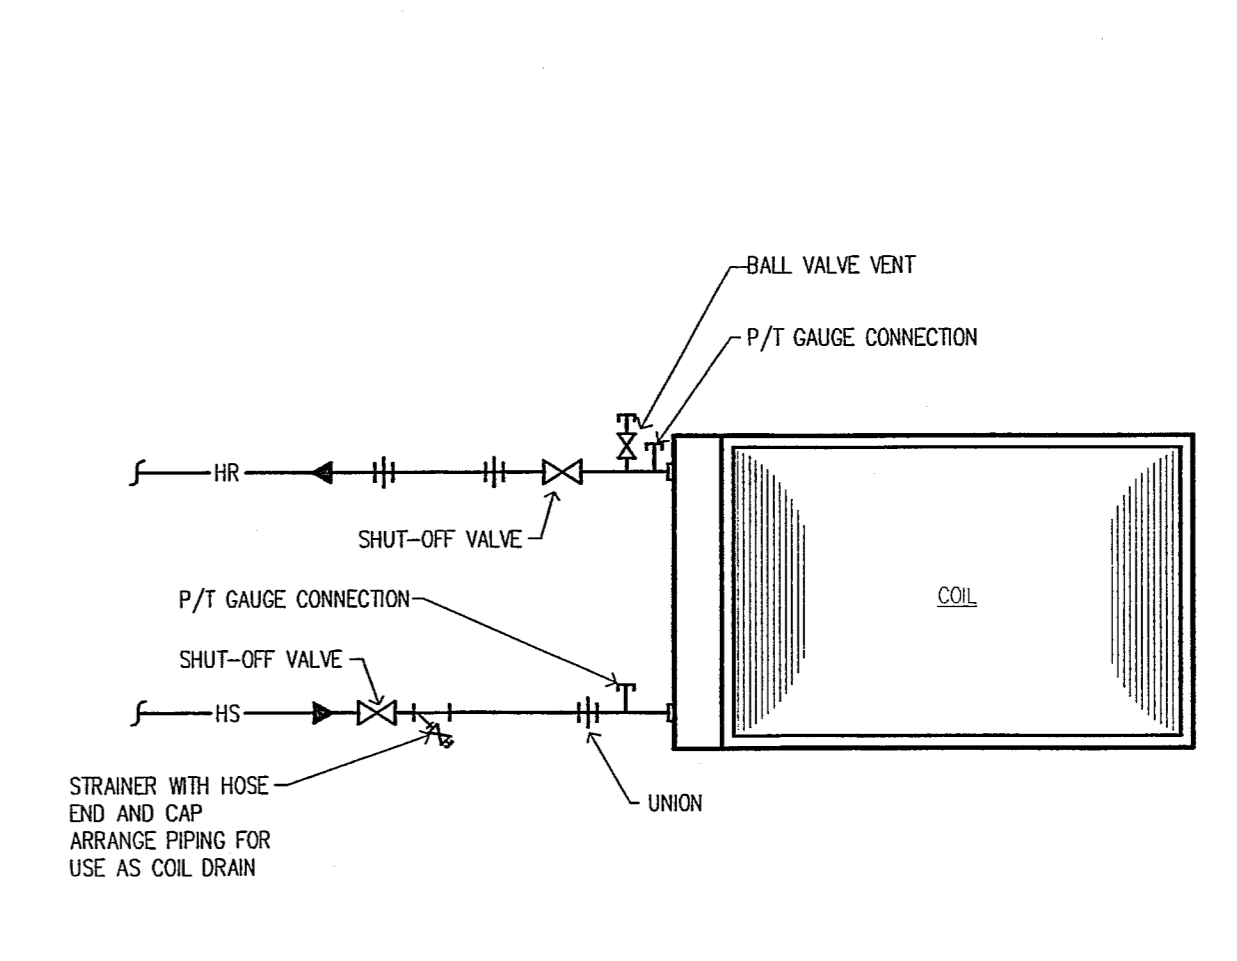 BALL VALVE VENT
P/T GAUGE CONNECTION
HR
SHUT-OFF VALVE
P/T GAUGE CONNECTION
COIL
SHUT-OFF VALVE
HS
STRAINER WITH HOSE
END AND CAP
ARRANGE PIPING FOR
USE AS COIL DRAIN
UNION